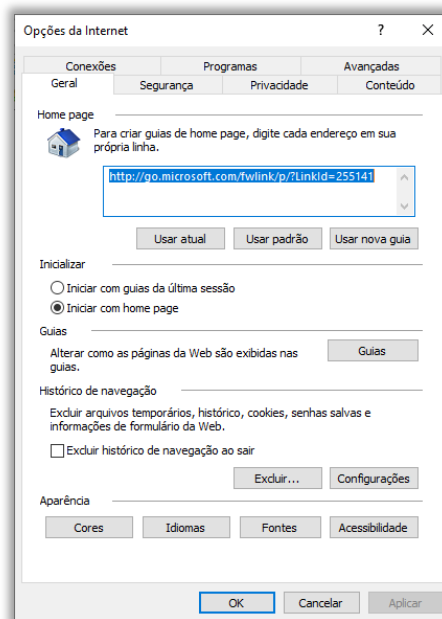 Opções da Internet
?
Conexões Programas Avançadas
Geral Segurança Privacidade Conteúdo
Home page
Para criar guias de home page, digite cada endereço em sua
própria linha.
http://go.microsoft.com/fwlink/p/?LinkId=255141
Usar atual Usar padrão Usar nova guia
Inicializar
Iniciar com guias da última sessão
Iniciar com home page
Guias
Alterar como as páginas da Web são exibidas nas
guias.
Guias
Histórico de navegação
Excluir arquivos temporários, histórico, cookies, senhas salvas e
informações de formulário da Web.
Excluir histórico de navegação ao sair
Excluir... Configurações
Aparência
Cores Idiomas Fontes Acessibilidade
OK Cancelar Aplicar